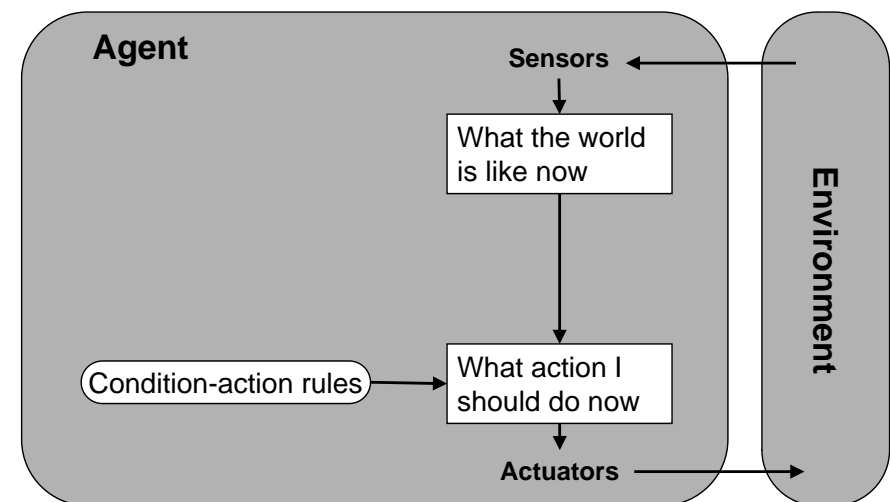 Agent
Sensors
What the world
is like now
Environment
Condition-action rules
What action I
should do now
Actuators